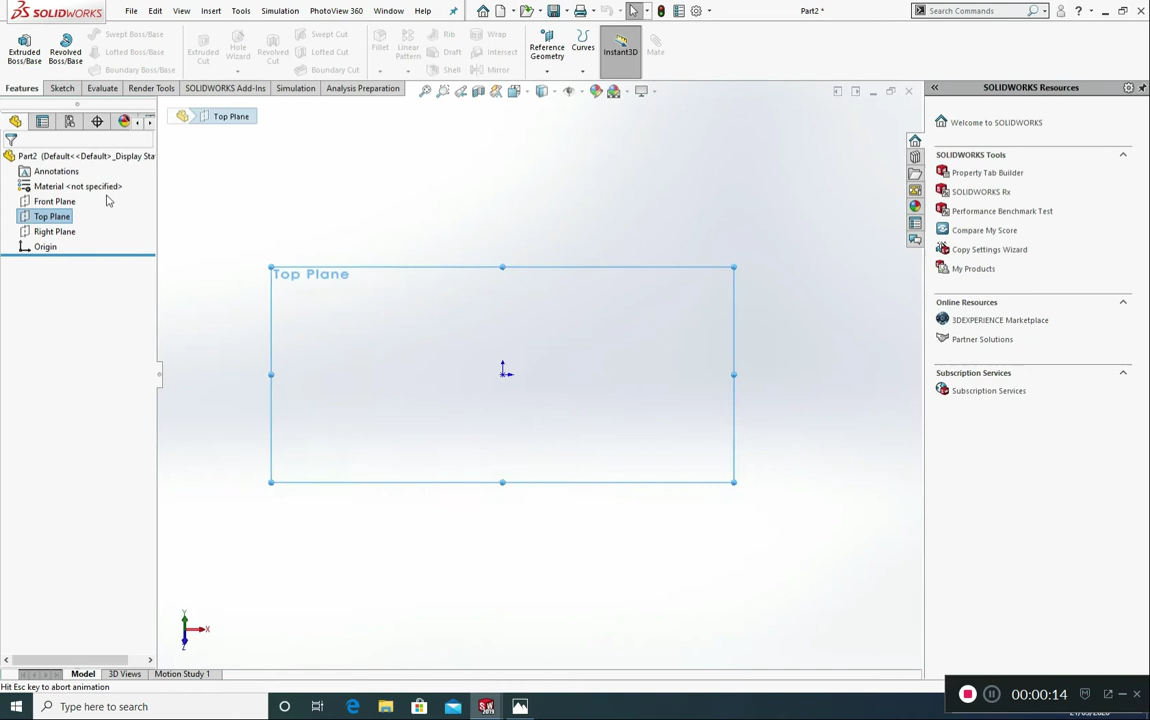 SOLIDWORKS File Edit View Insert Tools Simulation PhotoView 360 Window Help Part2 * Search Commands ?
Extruded Boss/Base
Revolved Boss/Base
Swept Boss/Base
Lofted Boss/Base
Boundary Boss/Base
Extruded Cut
Hole Wizard
Revolved Cut
Swept Cut
Lofted Cut
Boundary Cut
Fillet
Linear Pattern
Rib
Draft
Shell
Wrap
Intersect
Mirror
Reference Geometry
Curves
Instant3D
Mate
Features Sketch Evaluate Render Tools SOLIDWORKS Add-Ins Simulation Analysis Preparation
Top Plane
Part2 (Default<<Default>_Display Sta
Annotations
Material <not specified>
Front Plane
Top Plane
Right Plane
Origin
Top Plane
Y
X
Z
SOLIDWORKS Resources
Welcome to SOLIDWORKS
SOLIDWORKS Tools
Property Tab Builder
SOLIDWORKS Rx
Performance Benchmark Test
Compare My Score
Copy Settings Wizard
My Products
Online Resources
3DEXPERIENCE Marketplace
Partner Solutions
Subscription Services
Subscription Services
Model 3D Views Motion Study 1
Hit Esc key to abort animation
Type here to search
00:00:14